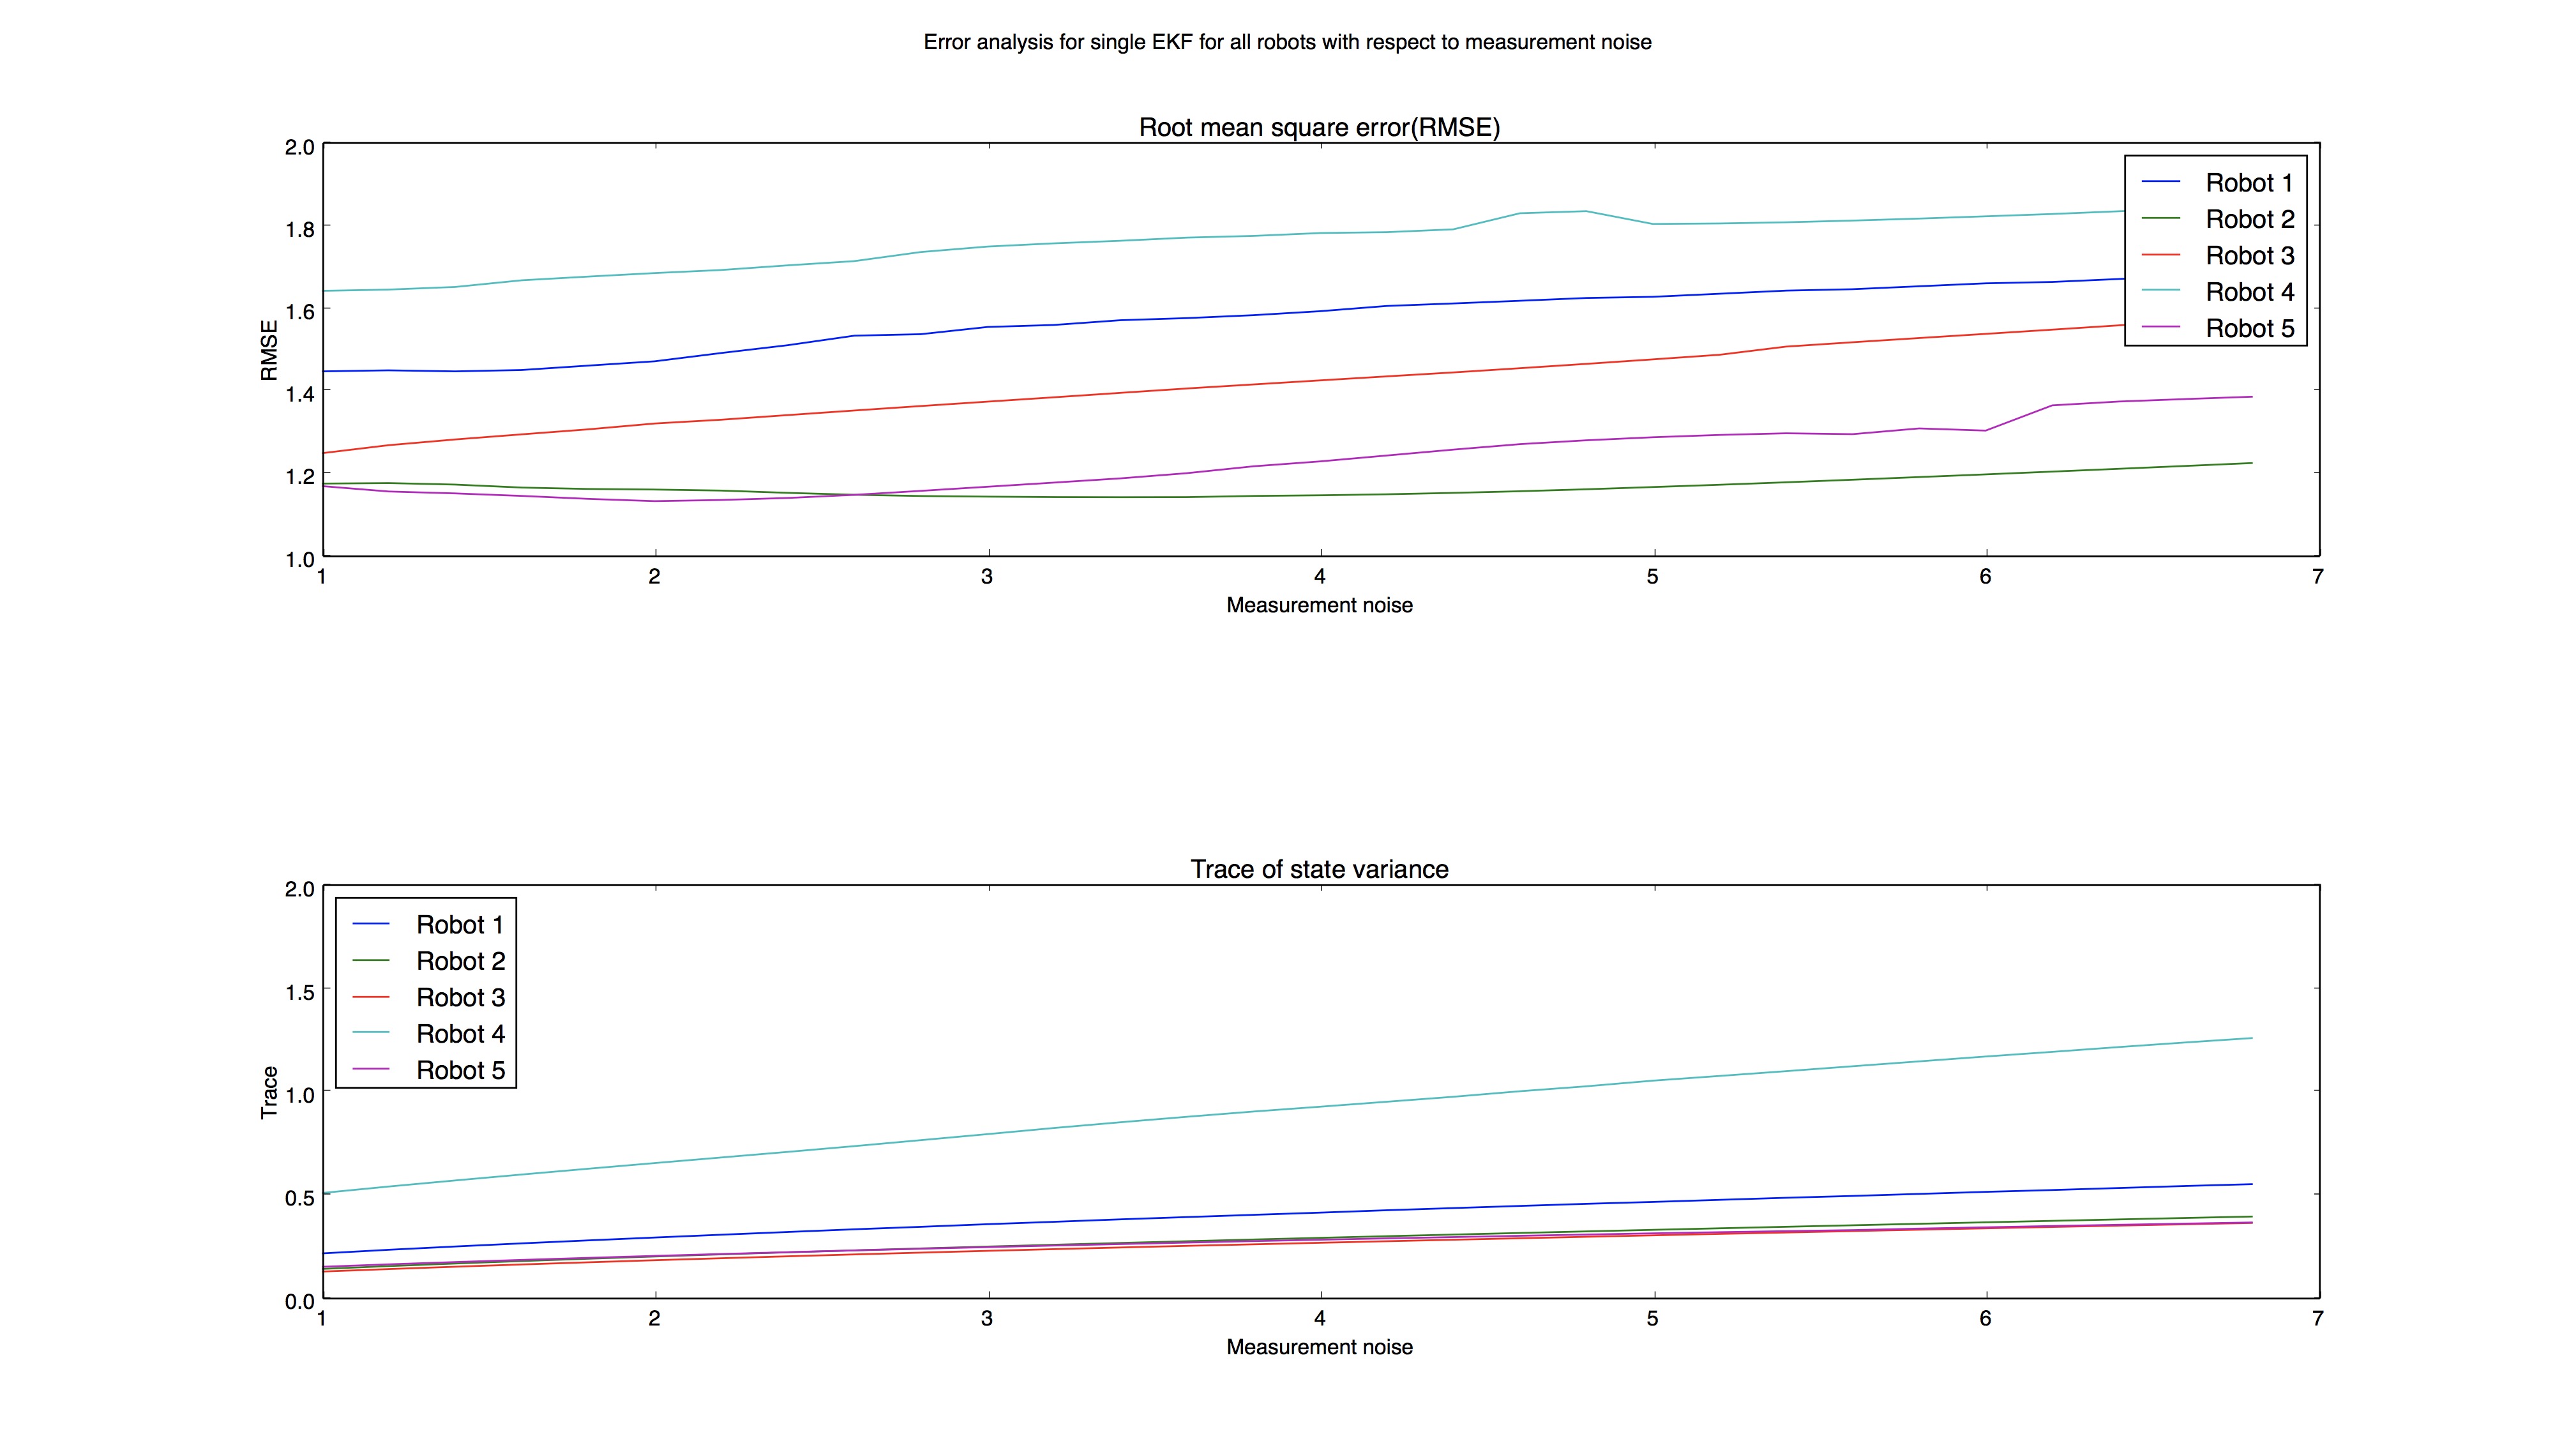 Error analysis for single EKF for all robots with respect to measurement noise
Root mean square error(RMSE)
2.0
1.8
1.6
1.4
1.2
1.0
RMSE
Robot 1
Robot 2
Robot 3
Robot 4
Robot 5
1 2 3 4 5 6 7
Measurement noise
Trace of state variance
2.0
1.5
1.0
0.5
0.0
Trace
Robot 1
Robot 2
Robot 3
Robot 4
Robot 5
1 2 3 4 5 6 7
Measurement noise